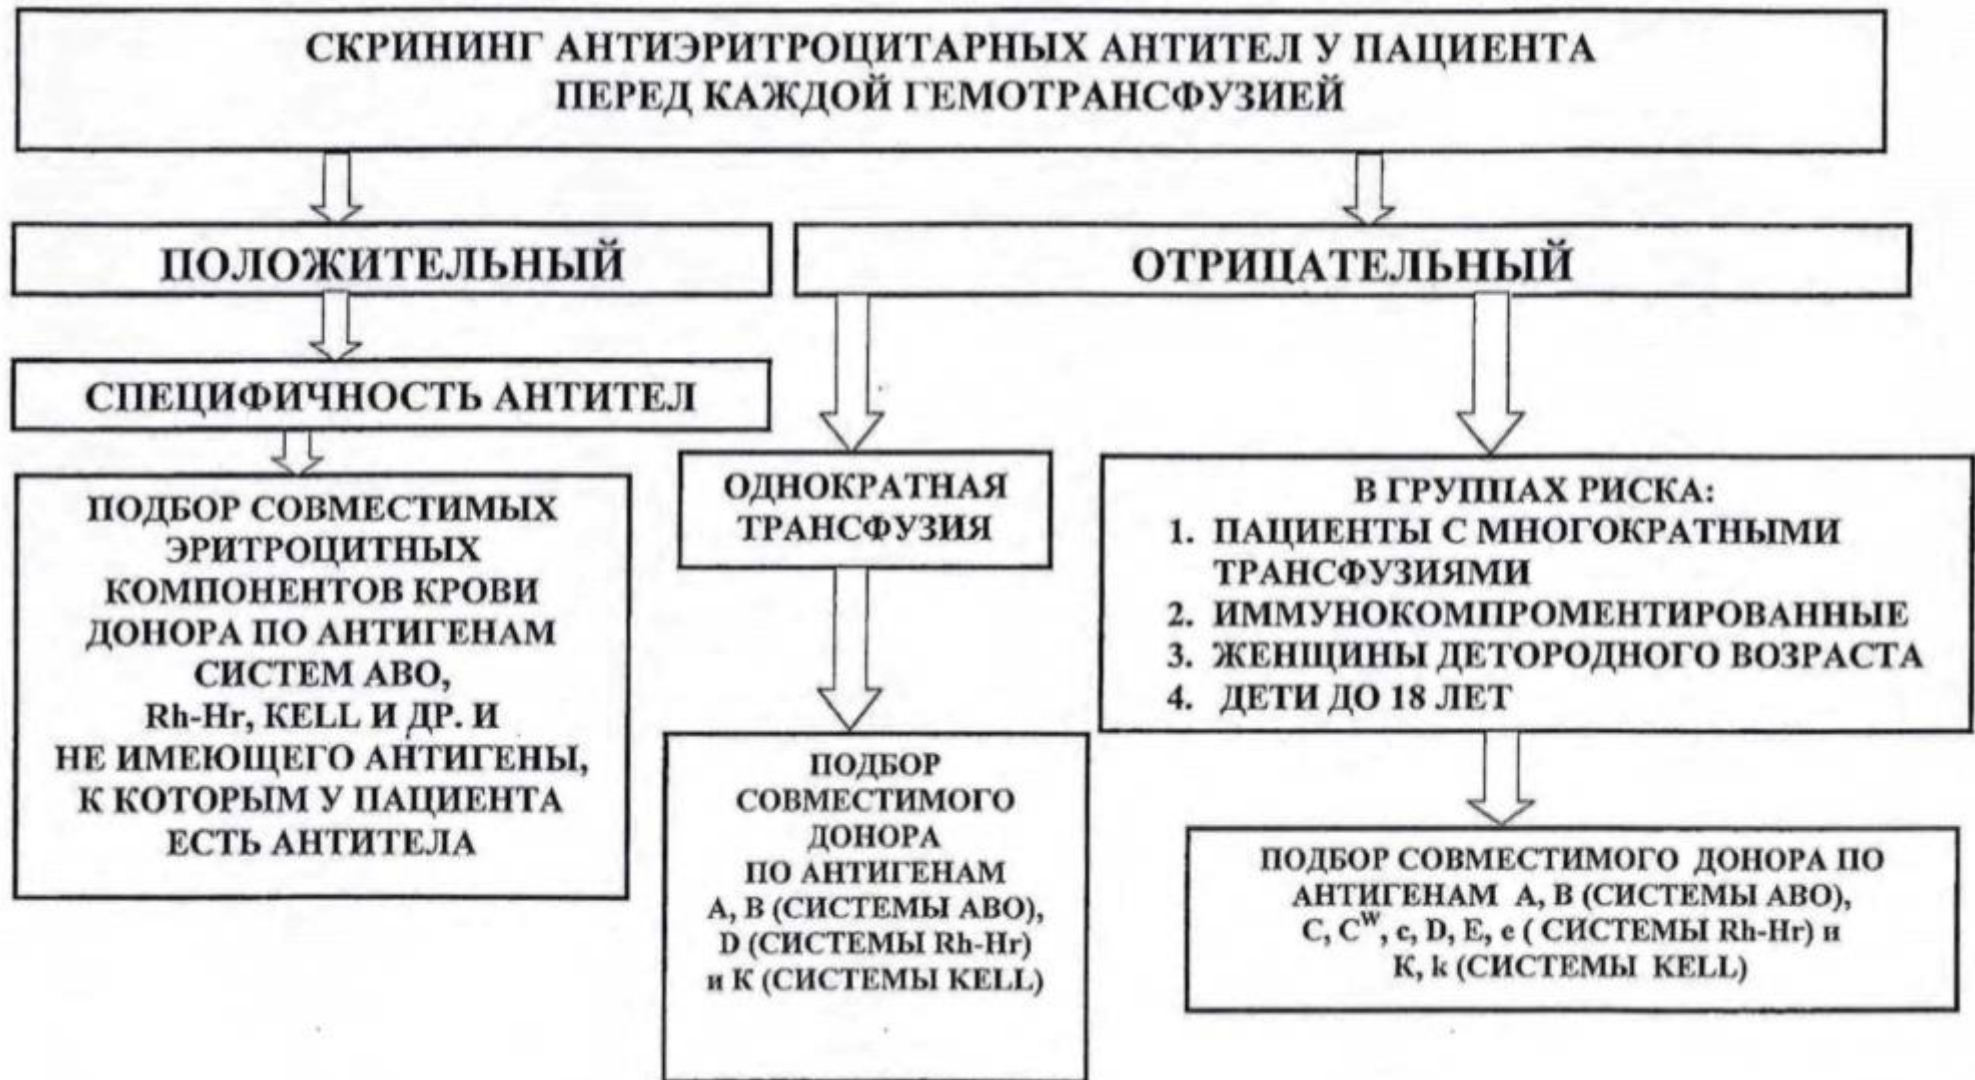 СКРИНИНГ АНТИЭРИТРОЦИТАРНЫХ АНТИТЕЛ У ПАЦИЕНТА
ПЕРЕД КАЖДОЙ ГЕМОТРАНСФУЗИЕЙ
ПОЛОЖИТЕЛЬНЫЙ
ОТРИЦАТЕЛЬНЫЙ
СПЕЦИФИЧНОСТЬ АНТИТЕЛ
ПОДБОР СОВМЕСТИМЫХ
ЭРИТРОЦИТНЫХ
КОМПОНЕНТОВ КРОВИ
ДОНОРА ПО АНТИГЕНАМ
СИСТЕМ АВО,
Rh-Hr, KELL И ДР. И
НЕ ИМЕЮЩЕГО АНТИГЕНЫ,
К КОТОРЫМ У ПАЦИЕНТА
ЕСТЬ АНТИТЕЛА
ОДНОКРАТНАЯ
ТРАНСФУЗИЯ
ПОДБОР
СОВМЕСТИМОГО
ДОНОРА
ПО АНТИГЕНАМ
А, В (СИСТЕМЫ АВО),
D (СИСТЕМЫ Rh-Hr)
и К (СИСТЕМЫ KELL)
В ГРУППАХ РИСКА:
1. ПАЦИЕНТЫ С МНОГОКРАТНЫМИ
ТРАНСФУЗИЯМИ
2. ИММУНОКОМПРОМЕНТИРОВАННЫЕ
3. ЖЕНЩИНЫ ДЕТОРОДНОГО ВОЗРАСТА
4. ДЕТИ ДО 18 ЛЕТ
ПОДБОР СОВМЕСТИМОГО ДОНОРА ПО
АНТИГЕНАМ А, В (СИСТЕМЫ АВО),
C, C^W, c, D, E, e ( СИСТЕМЫ Rh-Hr) и
K, k (СИСТЕМЫ KELL)